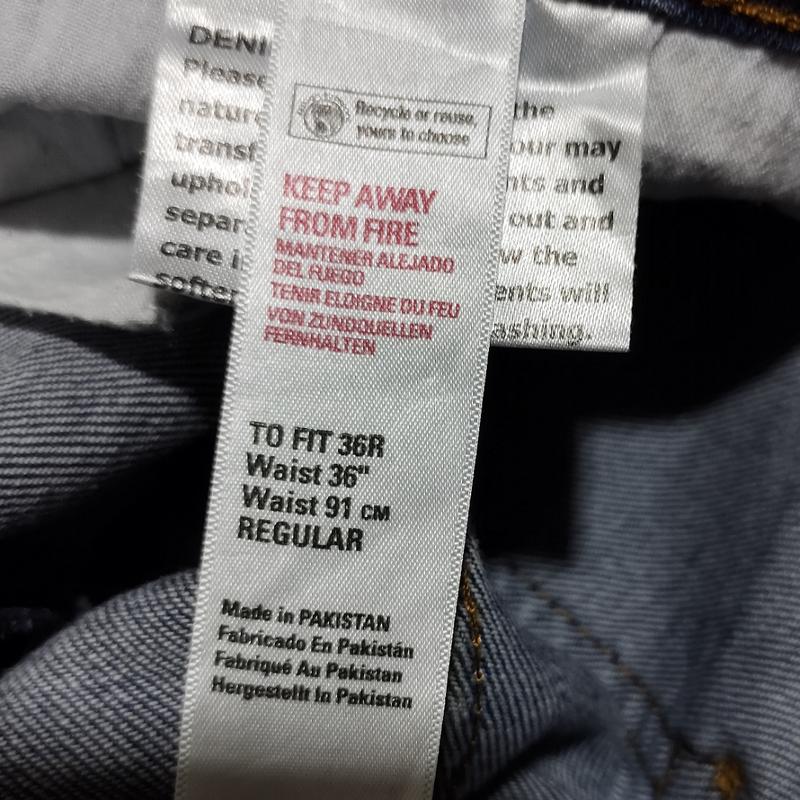 Recycle or reuse,
yours to choose
KEEP AWAY
FROM FIRE
MANTENER ALEJADO
DEL FUEGO
TENIR ELOIGNE DU FEU
VON ZUNDQUELLEN
FERNHALTEN
TO FIT 36R
Waist 36"
Waist 91 CM
REGULAR
Made in PAKISTAN
Fabricado En Pakistán
Fabriqué Au Pakistan
Hergestellt In Pakistan
DENI
Please
nature the
transf our may
uphol nts and
separ out and
care i w the
softe ents will
ashing.